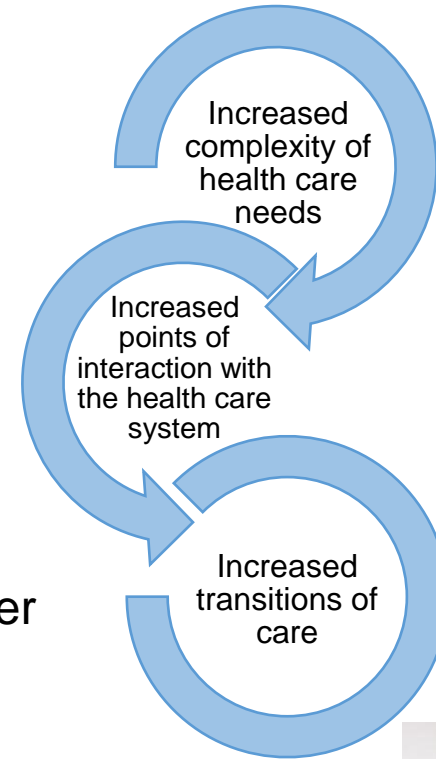 Increased
complexity of
health care
needs
Increased
points of
interaction with
the health care
system
Increased
transitions of
care
er